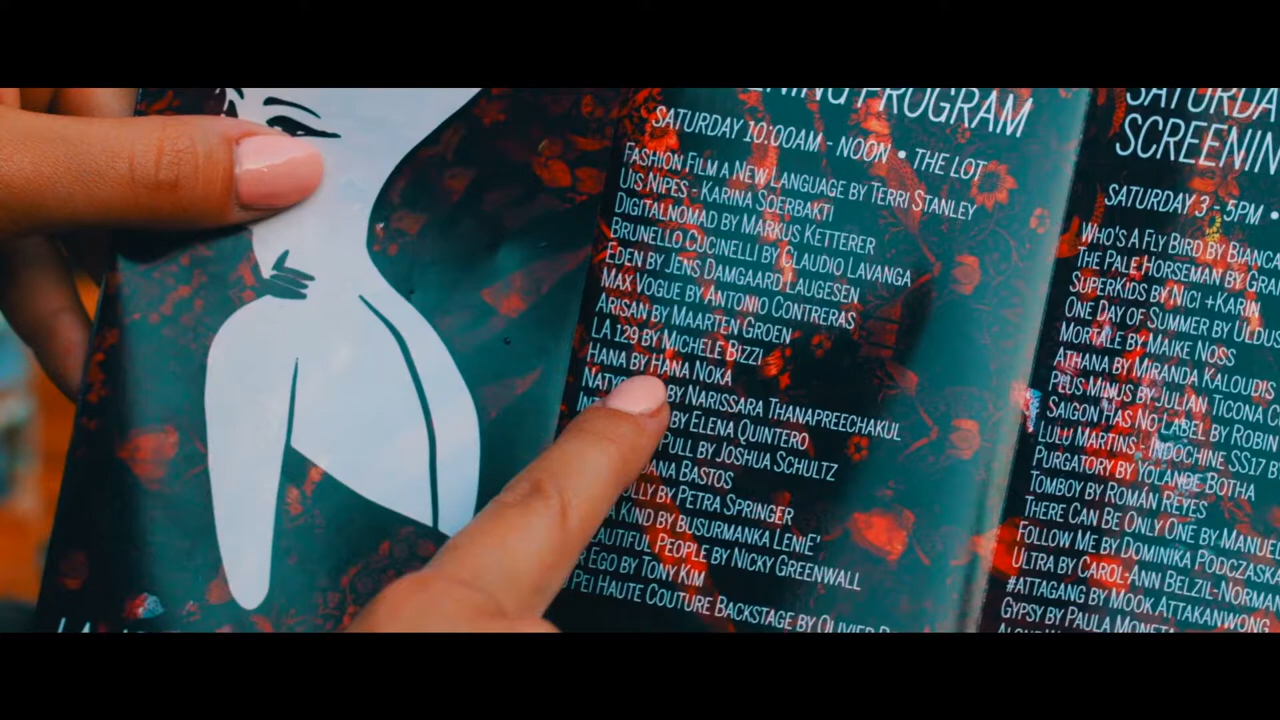 PROGRAM
SATURDAY 10:00AM - NOON • THE LOT
FASHION FILM A NEW LANGUAGE BY TERRI STANLEY
UIS NIPES - KARINA SOERBAKTI
DIGITALNOMAD BY MARKUS KETTERER
BRUNELLO CUCINELLI BY CLAUDIO LAVANGA
EDEN BY JENS DAMGAARD LAUGESEN
MAX VOGUE BY ANTONIO CONTRERAS
ARISAN BY MAARTEN GROEN
LA 129 BY MICHELE BIZZI
HANA BY HANA NOKA
BY NARISSARA THANAPREECHAKUL
BY ELENA QUINTERO
PULL BY JOSHUA SCHULTZ
DANA BASTOS
BY PETRA SPRINGER
KIND BY BUSURMANKA LENIE'
BY NICKY GREENWALL
EGO BY TONY KIM
PEI HAUTE COUTURE BACKSTAGE BY OLIVIER
SATURDA
SCREENIN
SATURDAY 3 - 5PM •
WHO'S A FLY BIRD BY BIANCA
THE PALE HORSEMAN BY GRAN
SUPERKIDS BY NICI +KARIN
ONE DAY OF SUMMER BY ULDUS
MORTALE BY MAIKE NOSS
ATHANA BY MIRANDA KALOUDIS
PLUS MINUS BY JULIAN TICONA C
SAIGON HAS NO LABEL BY ROBIN
LULU MARTINS - INDOCHINE SS17 B
PURGATORY BY YOLANDE BOTHA
TOMBOY BY ROMÁN REYES
THERE CAN BE ONLY ONE BY MANUE
FOLLOW ME BY DOMINIKA PODCZASKA
ULTRA BY CAROL-ANN BELZIL-NORMAN
#ATTAGANG BY MOOK ATTAKANWONG
GYPSY BY PAULA MONETA